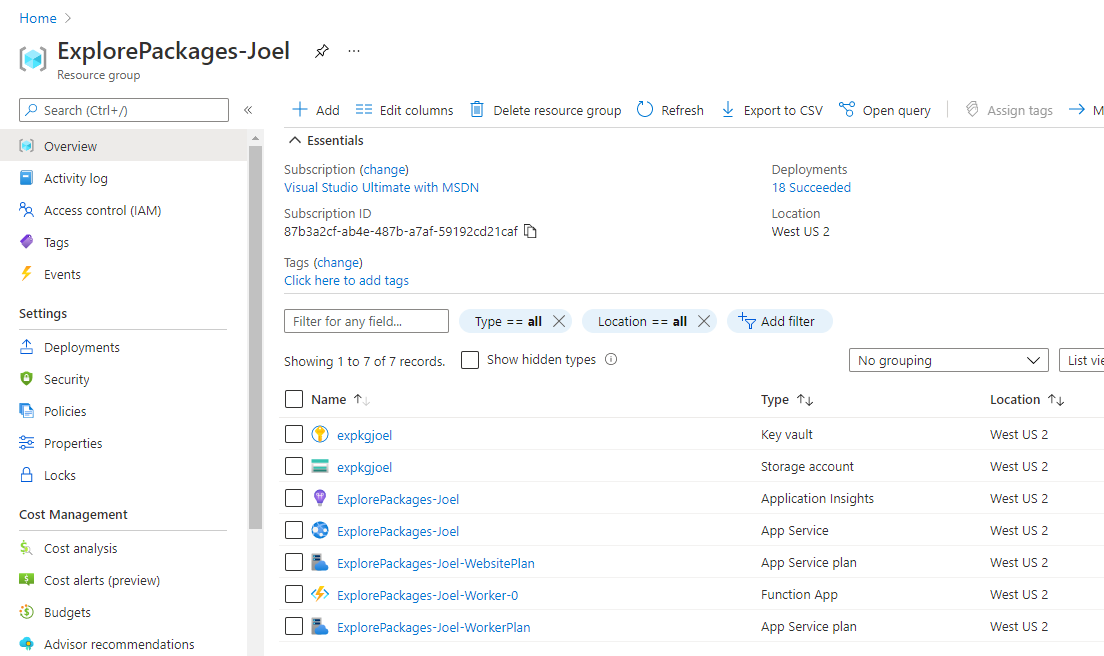 Home
ExplorePackages-Joel
Resource group
Search (Ctrl+/)
Overview
Activity log
Access control (IAM)
Tags
Events
Settings
Deployments
Security
Policies
Properties
Locks
Cost Management
Cost analysis
Cost alerts (preview)
Budgets
Advisor recommendations
Add Edit columns Delete resource group Refresh Export to CSV Open query Assign tags M
Essentials
Subscription (change) Deployments
Visual Studio Ultimate with MSDN 18 Succeeded
Subscription ID Location
87b3a2cf-ab4e-487b-a7af-59192cd21caf West US 2
Tags (change)
Click here to add tags
Filter for any field... Type == all Location == all Add filter
Showing 1 to 7 of 7 records. Show hidden types No grouping List vie
Name Type Location
expkgjoel Key vault West US 2
expkgjoel Storage account West US 2
ExplorePackages-Joel Application Insights West US 2
ExplorePackages-Joel App Service West US 2
ExplorePackages-Joel-WebsitePlan App Service plan West US 2
ExplorePackages-Joel-Worker-0 Function App West US 2
ExplorePackages-Joel-WorkerPlan App Service plan West US 2